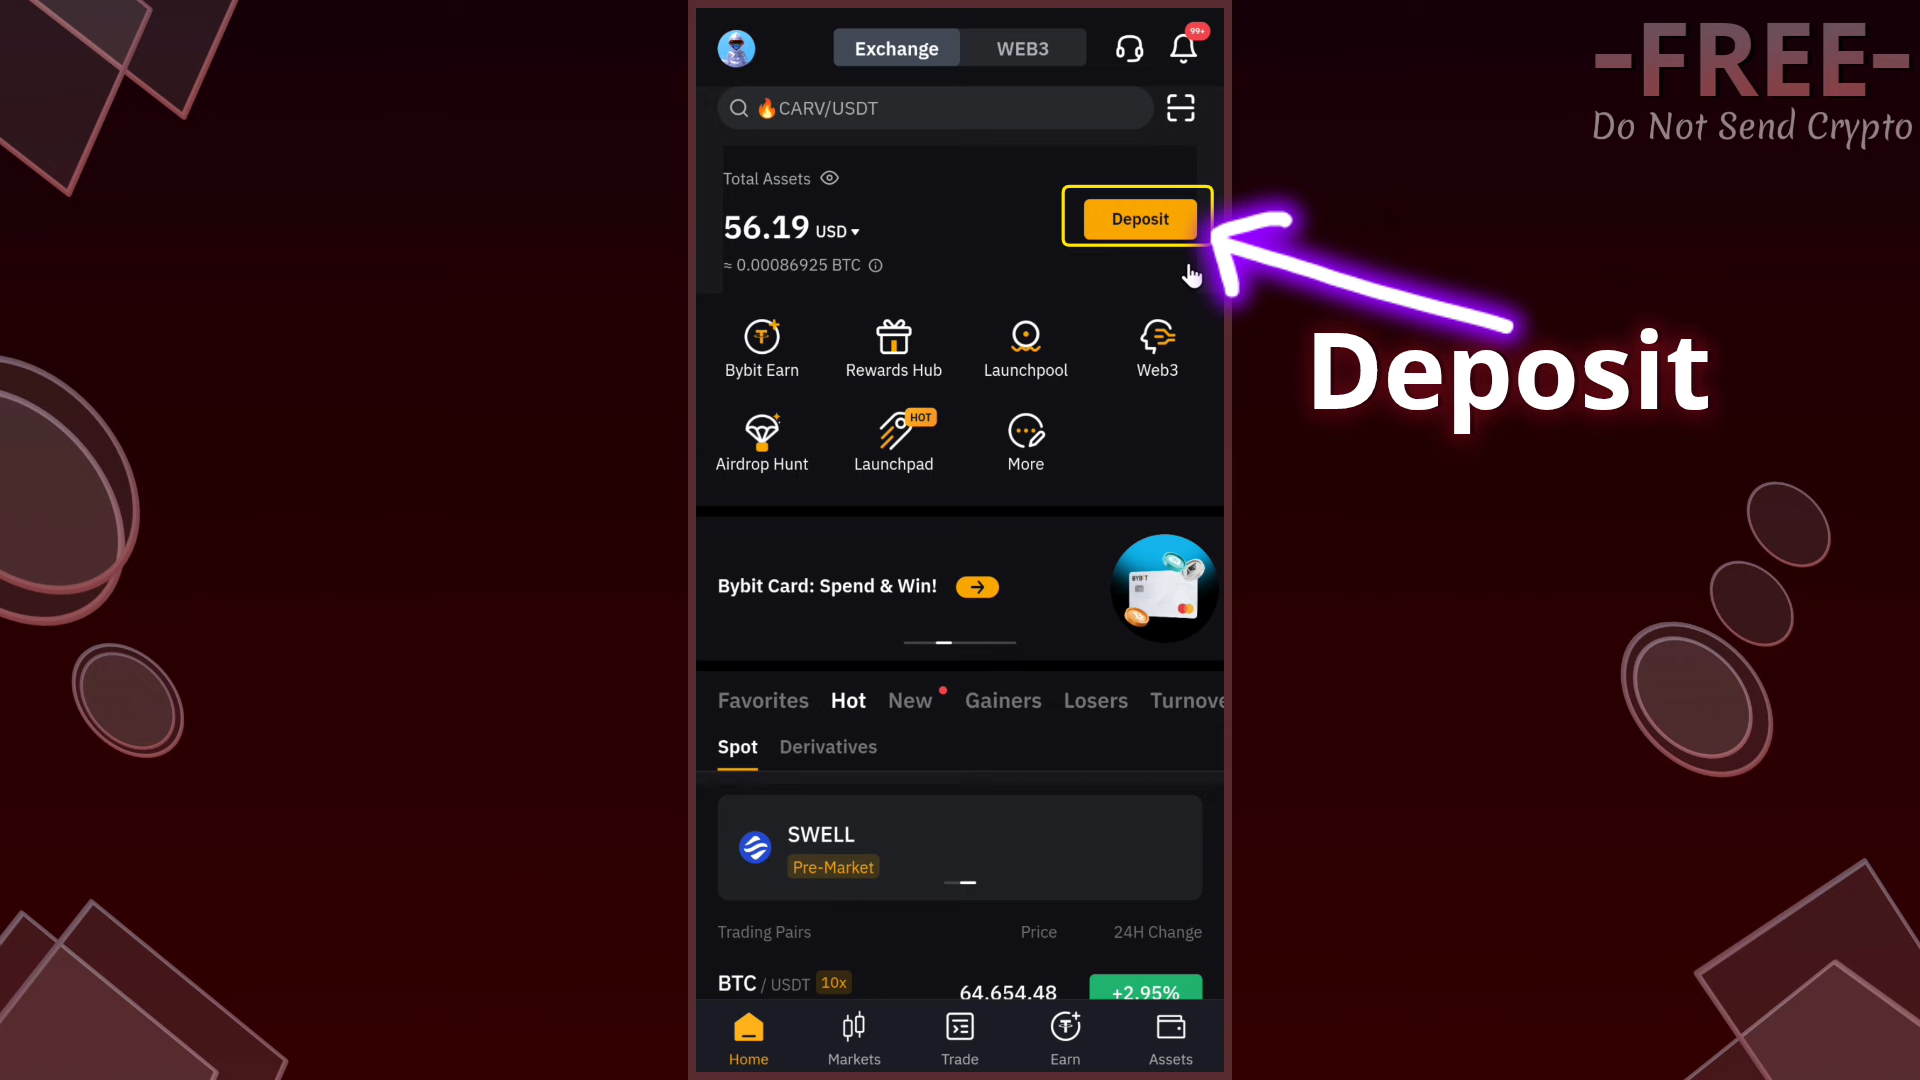 -FREE-
Do Not Send Crypto
Exchange WEB3
99+
🔥CARV/USDT
Total Assets
56.19 USD
≈ 0.00086925 BTC
Deposit
Deposit
Bybit Earn Rewards Hub Launchpool Web3
HOT
Airdrop Hunt Launchpad More
Bybit Card: Spend & Win!
BYBIT
Favorites Hot New Gainers Losers Turnove
Spot Derivatives
SWELL
Pre-Market
Trading Pairs Price 24H Change
BTC / USDT 10x 64,654.48 +2.95%
Home Markets Trade Earn Assets